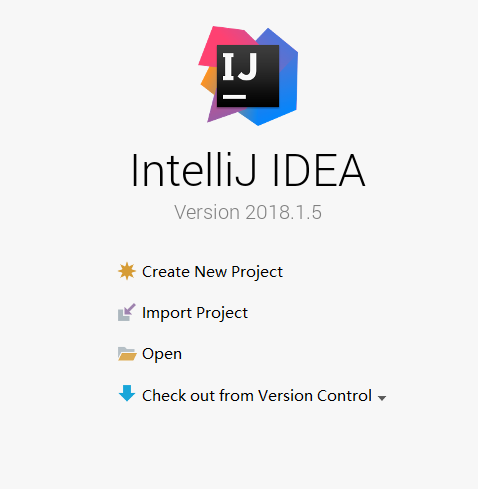 IJ
IntelliJ IDEA
Version 2018.1.5
Create New Project
Import Project
Open
Check out from Version Control